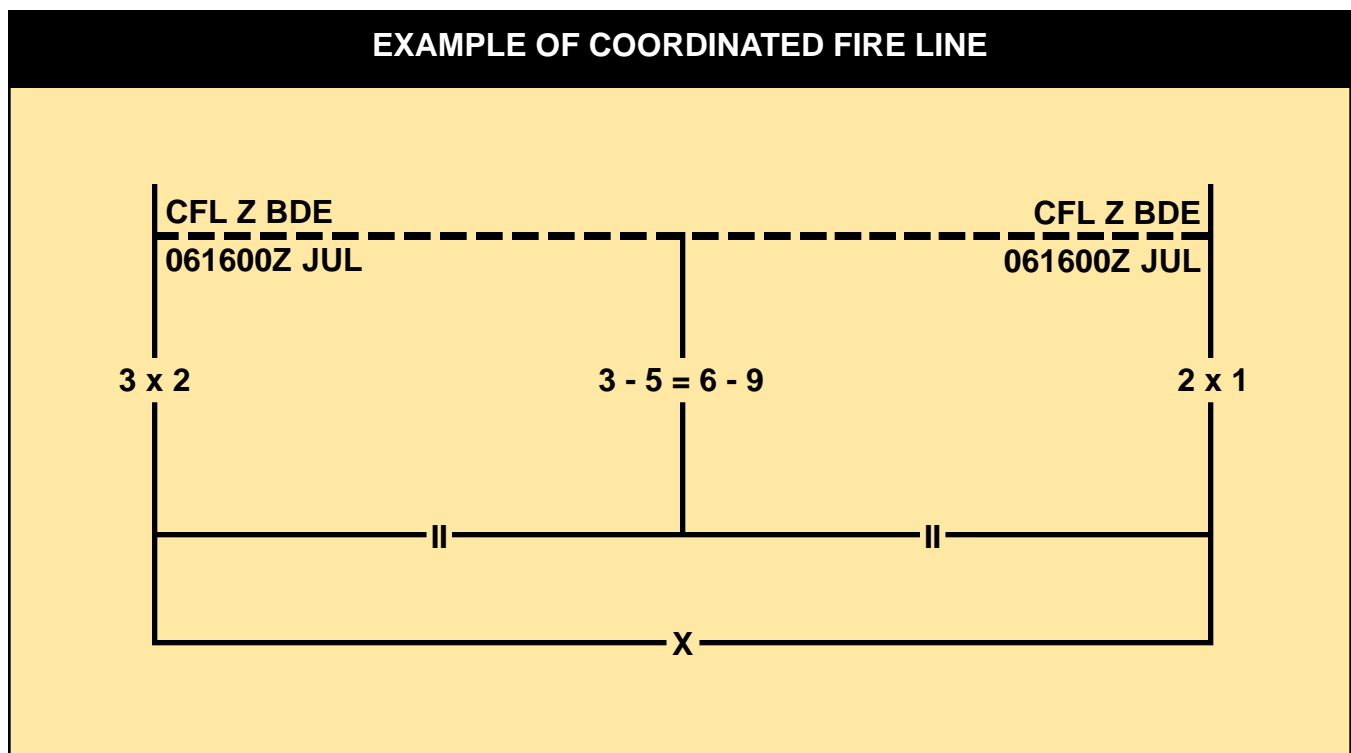 EXAMPLE OF COORDINATED FIRE LINE
CFL Z BDE
CFL Z BDE
061600Z JUL
061600Z JUL
3 x 2
3 - 5 = 6 - 9
2 x 1
II
II
X